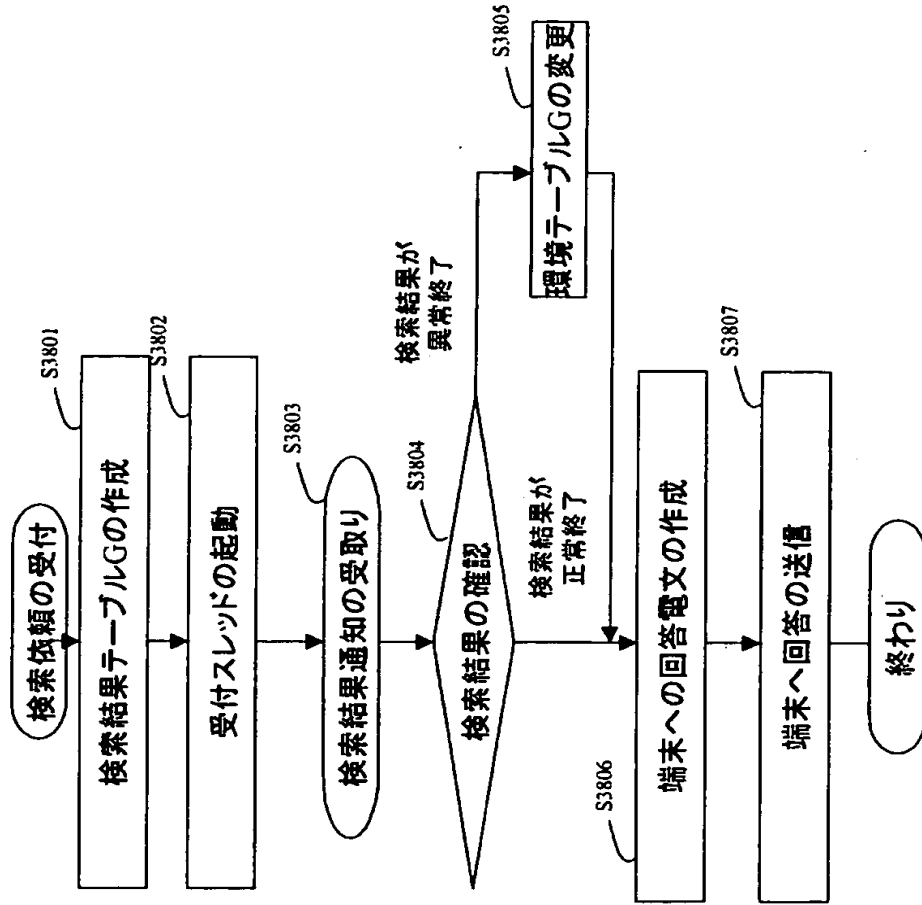 検索依頼の受付
S3801
検索結果テーブルGの作成
S3802
受付スレッドの起動
S3803
検索結果通知の受取り
S3804
検索結果の確認
検索結果が
異常終了
S3805
環境テーブルGの変更
検索結果が
正常終了
S3806
端末への回答電文の作成
S3807
端末へ回答の送信
終わり